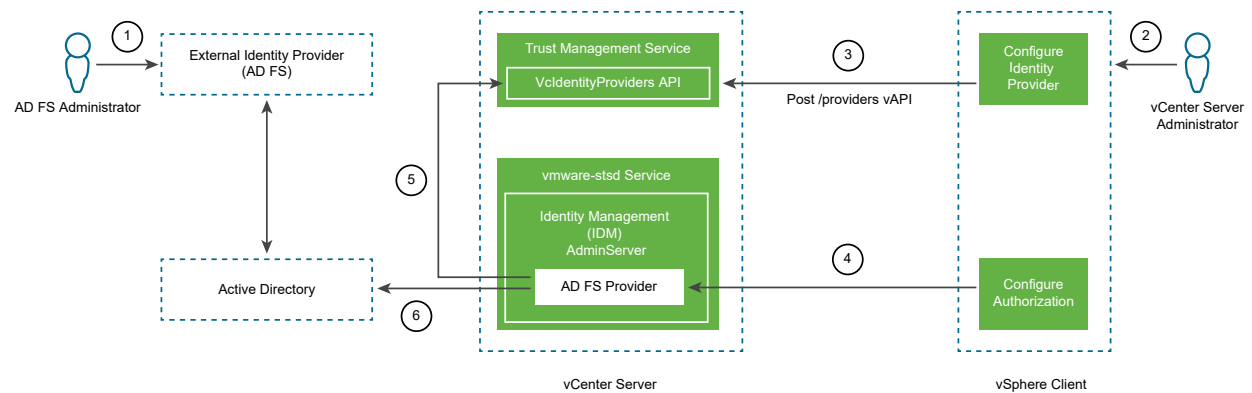 1
AD FS Administrator
External Identity Provider
(AD FS)
Trust Management Service
VcIdentityProviders API
3
Post /providers vAPI
Configure
Identity
Provider
2
vCenter Server
Administrator
5
vmware-stsd Service
Identity Management
(IDM)
AdminServer
AD FS Provider
4
Configure
Authorization
Active Directory
6
vCenter Server
vSphere Client